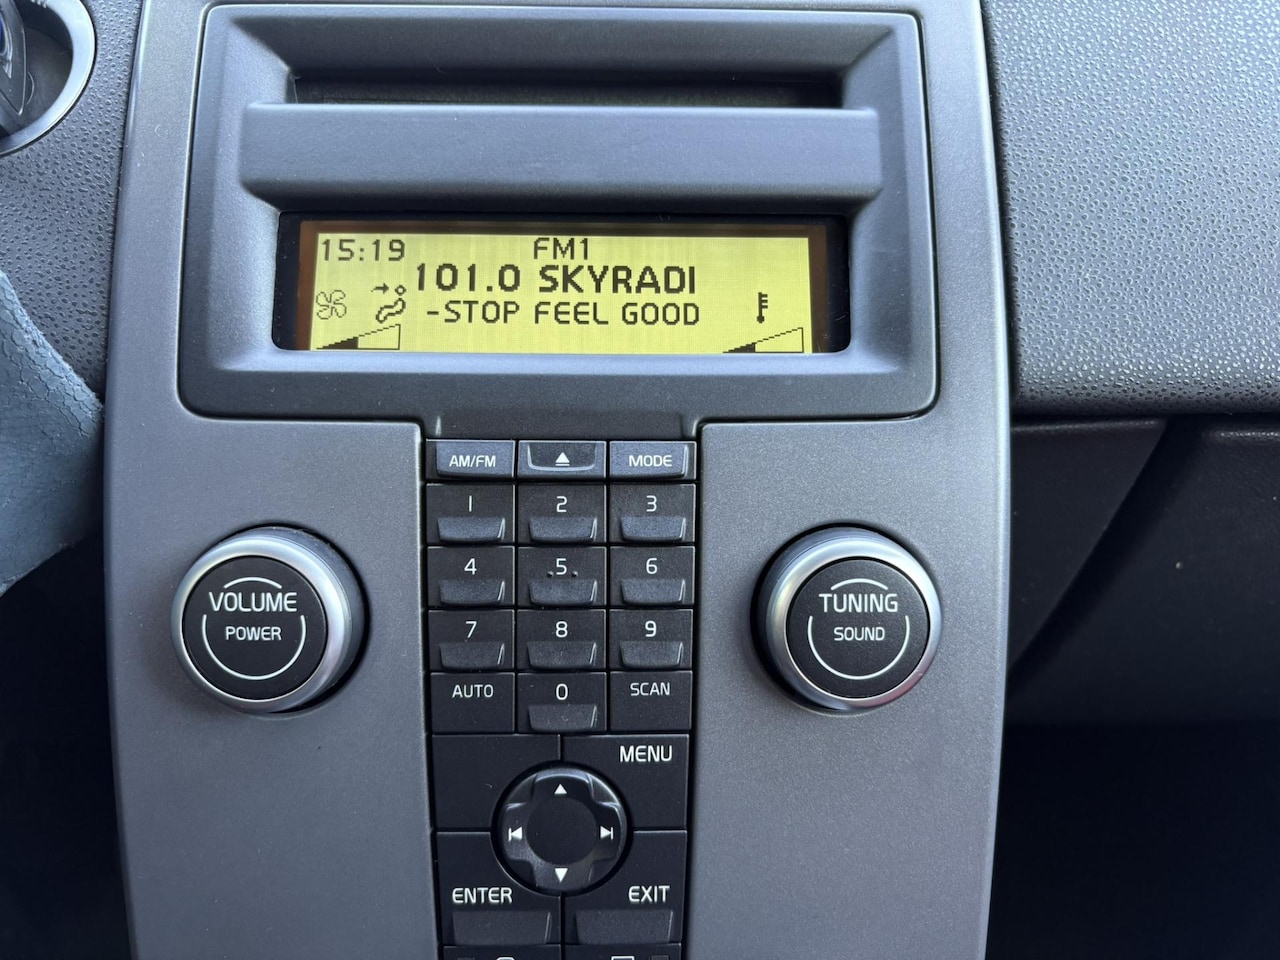 15:19 FM1
101.0 SKYRADI
-STOP FEEL GOOD
AM/FM MODE
1 2 3
4 5 6
7 8 9
AUTO 0 SCAN
VOLUME
POWER
TUNING
SOUND
MENU
ENTER EXIT